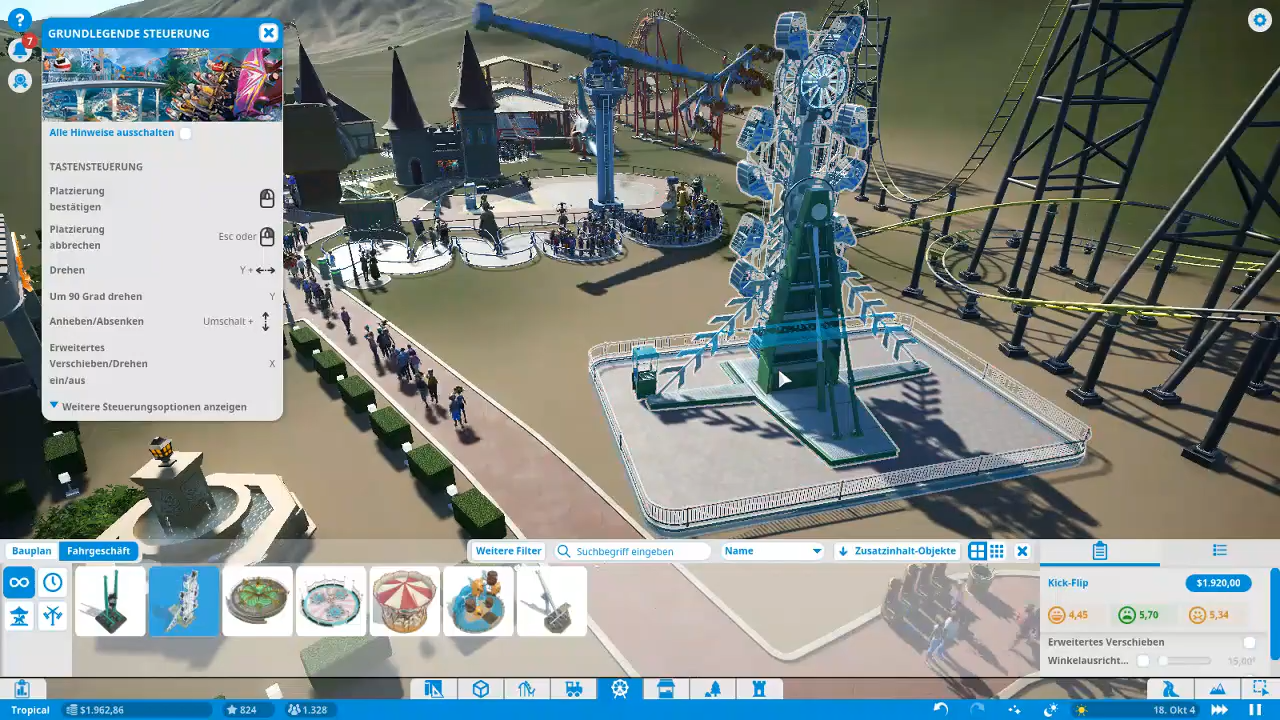 ?
7
GRUNDLEGENDE STEUERUNG
Alle Hinweise ausschalten
TASTENSTEUERUNG
Platzierung
bestätigen
Platzierung
abbrechen
Esc oder
Drehen
Y +
Um 90 Grad drehen
Y
Anheben/Absenken
Umschalt +
Erweitertes
Verschieben/Drehen
ein/aus
X
Weitere Steuerungsoptionen anzeigen
Bauplan
Fahrgeschäft
Weitere Filter
Suchbegriff eingeben
Name
Zusatzinhalt-Objekte
Kick-Flip
$1.920,00
4,45
5,70
5,34
Erweitertes Verschieben
Winkelausricht...
15,00°
Tropical
$1.962,86
824
1.328
18. Okt 4